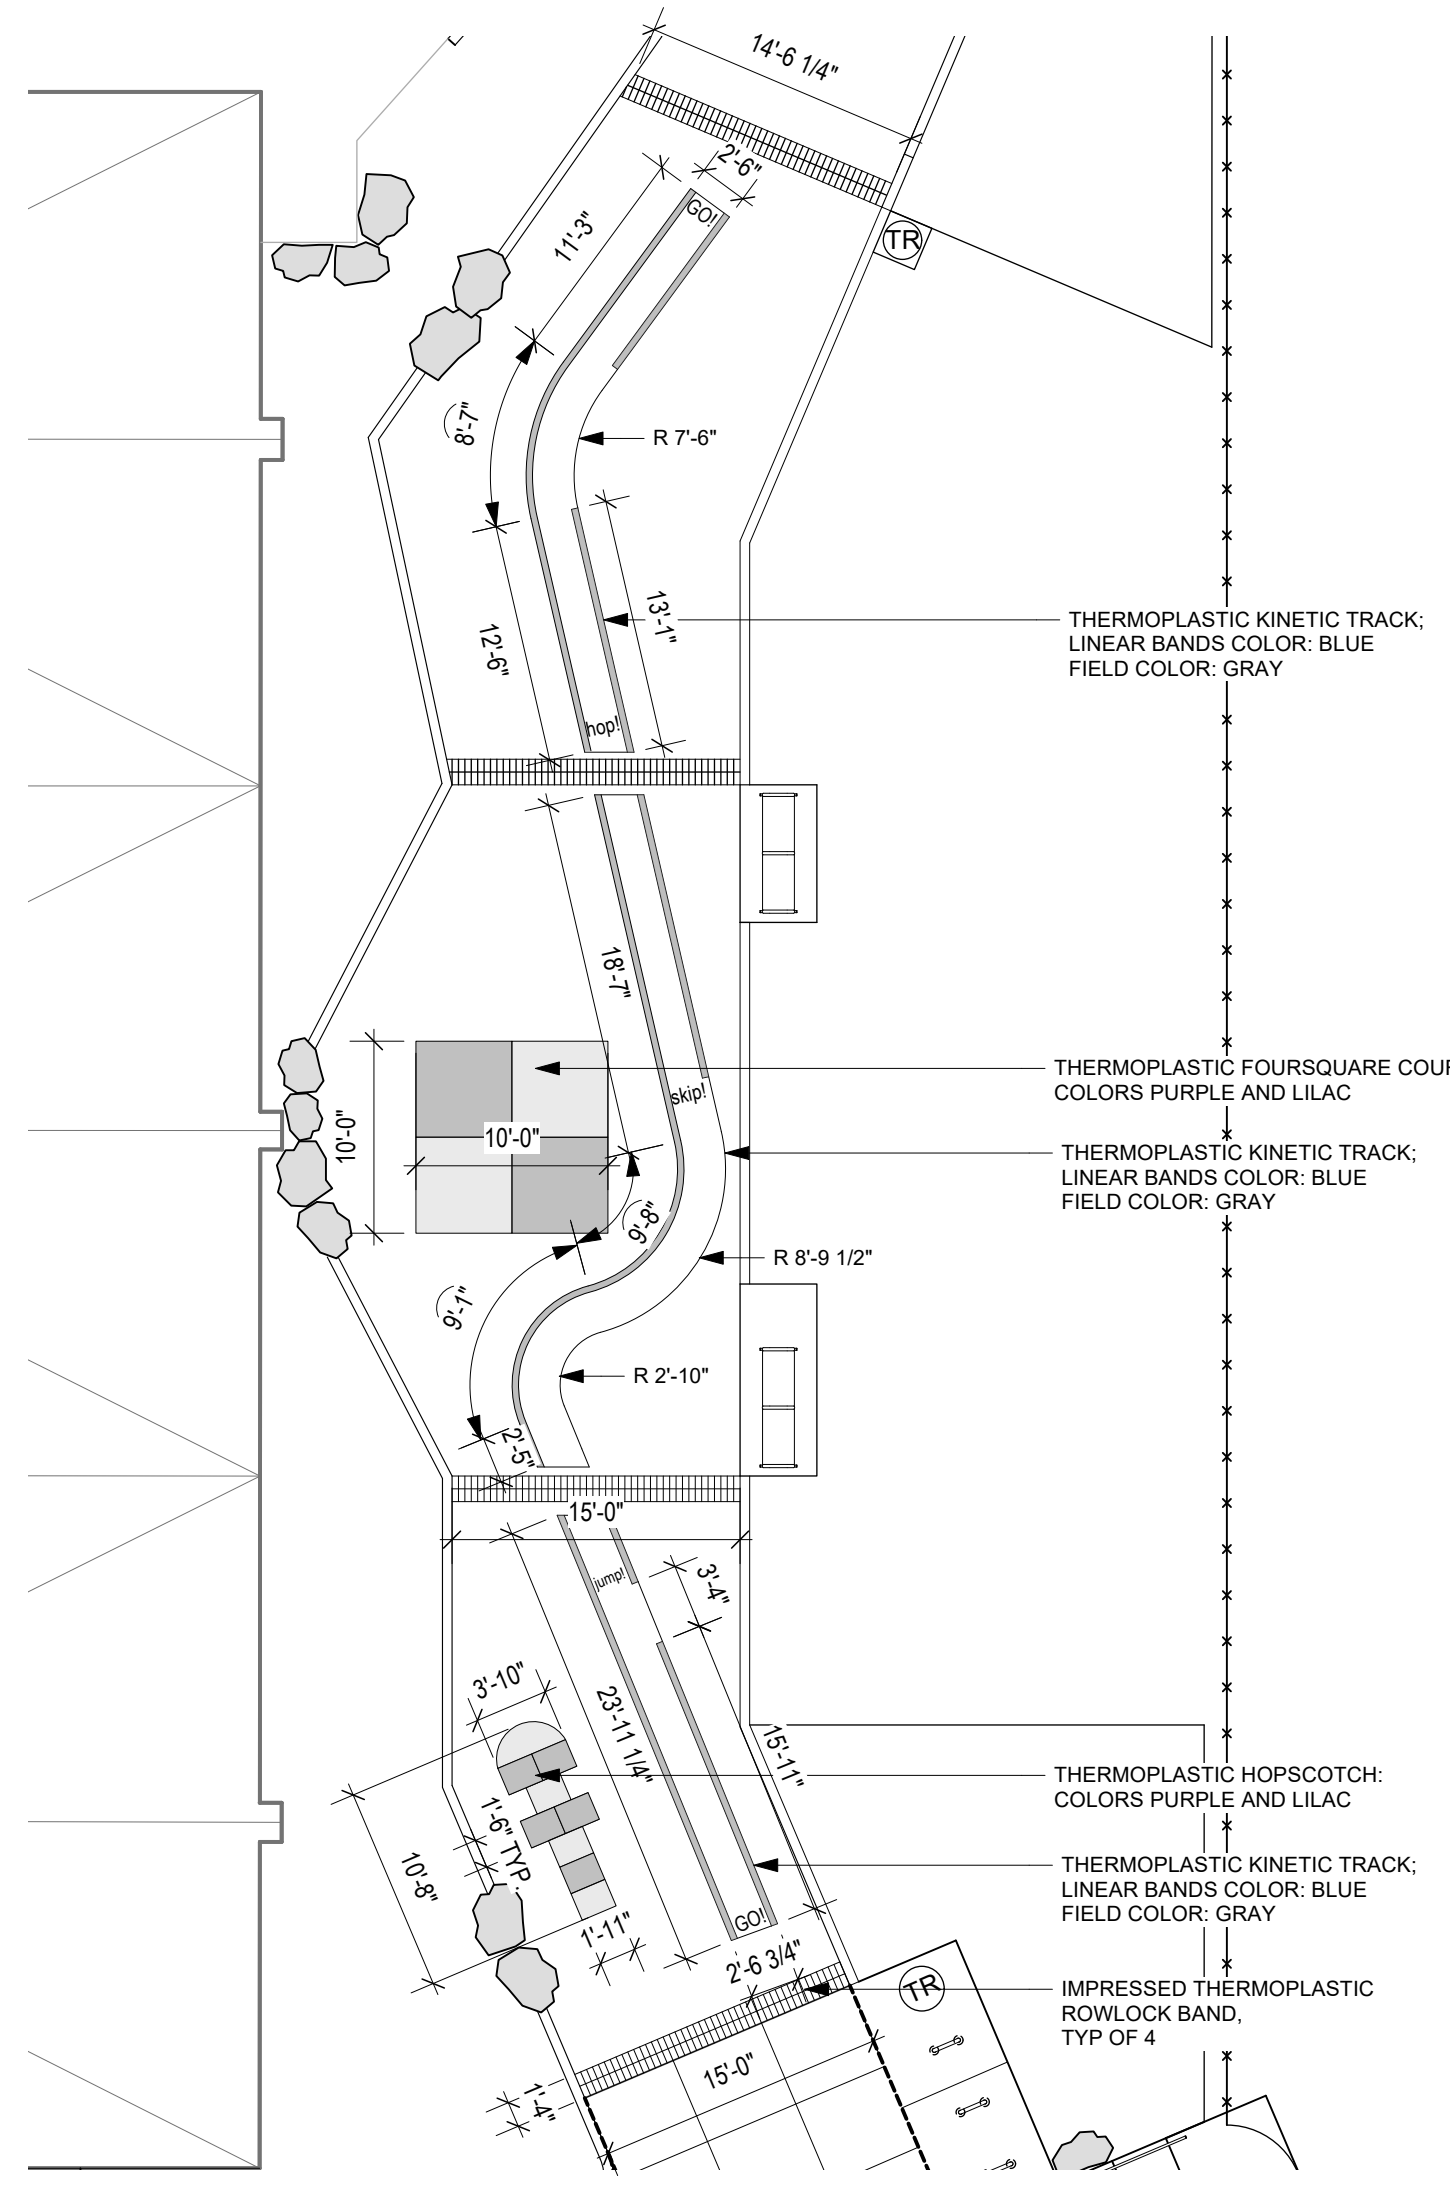 14'-6 1/4"
2'-6"
GO!
11'-3"
TR
8'-7"
R 7'-6"
13'-1"
12'-6"
THERMOPLASTIC KINETIC TRACK;
LINEAR BANDS COLOR: BLUE
FIELD COLOR: GRAY
hop!
18'-7"
THERMOPLASTIC FOURSQUARE COUR
COLORS PURPLE AND LILAC
skip!
10'-0"
10'-0"
THERMOPLASTIC KINETIC TRACK;
LINEAR BANDS COLOR: BLUE
FIELD COLOR: GRAY
9'-8"
R 8'-9 1/2"
9'-1"
R 2'-10"
2'-5"
15'-0"
jump!
3'-4"
3'-10"
23'-11 1/4"
15'-11"
THERMOPLASTIC HOPSCOTCH:
COLORS PURPLE AND LILAC
1'-6" TYP.
10'-8"
THERMOPLASTIC KINETIC TRACK;
LINEAR BANDS COLOR: BLUE
FIELD COLOR: GRAY
GO!
1'-11"
2'-6 3/4"
TR
IMPRESSED THERMOPLASTIC
ROWLOCK BAND,
TYP OF 4
15'-0"
1'-4"